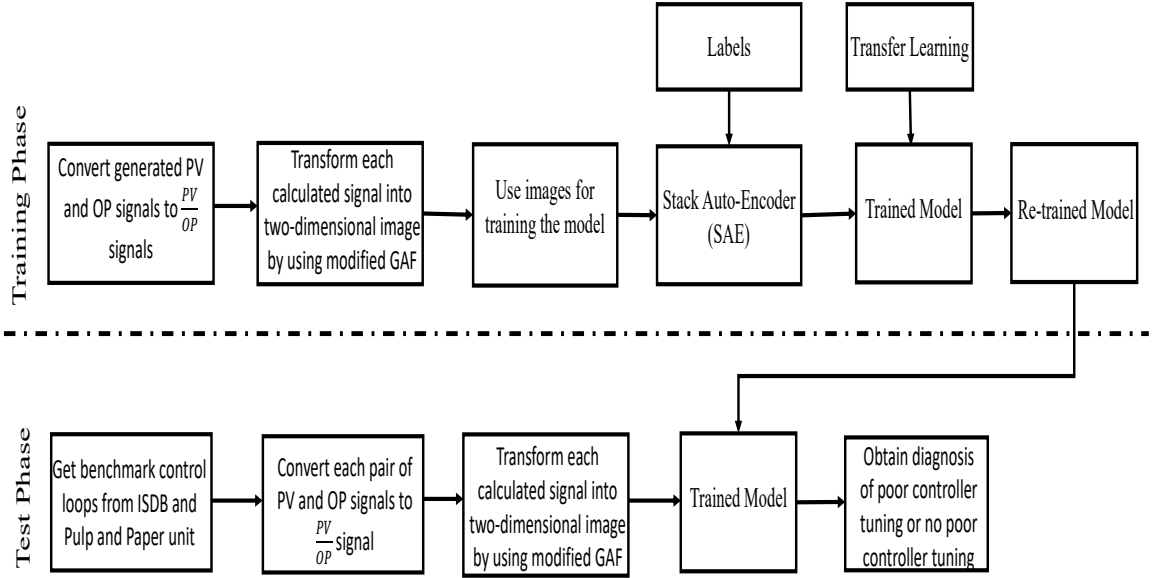 Labels
Transfer Learning
Training Phase
Convert generated PV
and OP signals to PV/OP
signals
Transform each
calculated signal into
two-dimensional image
by using modified GAF
Use images for
training the model
Stack Auto-Encoder
(SAE)
Trained Model
Re-trained Model
Test Phase
Get benchmark control
loops from ISDB and
Pulp and Paper unit
Convert each pair of
PV and OP signals to
PV/OP signal
Transform each
calculated signal into
two-dimensional image
by using modified GAF
Trained Model
Obtain diagnosis
of poor controller
tuning or no poor
controller tuning